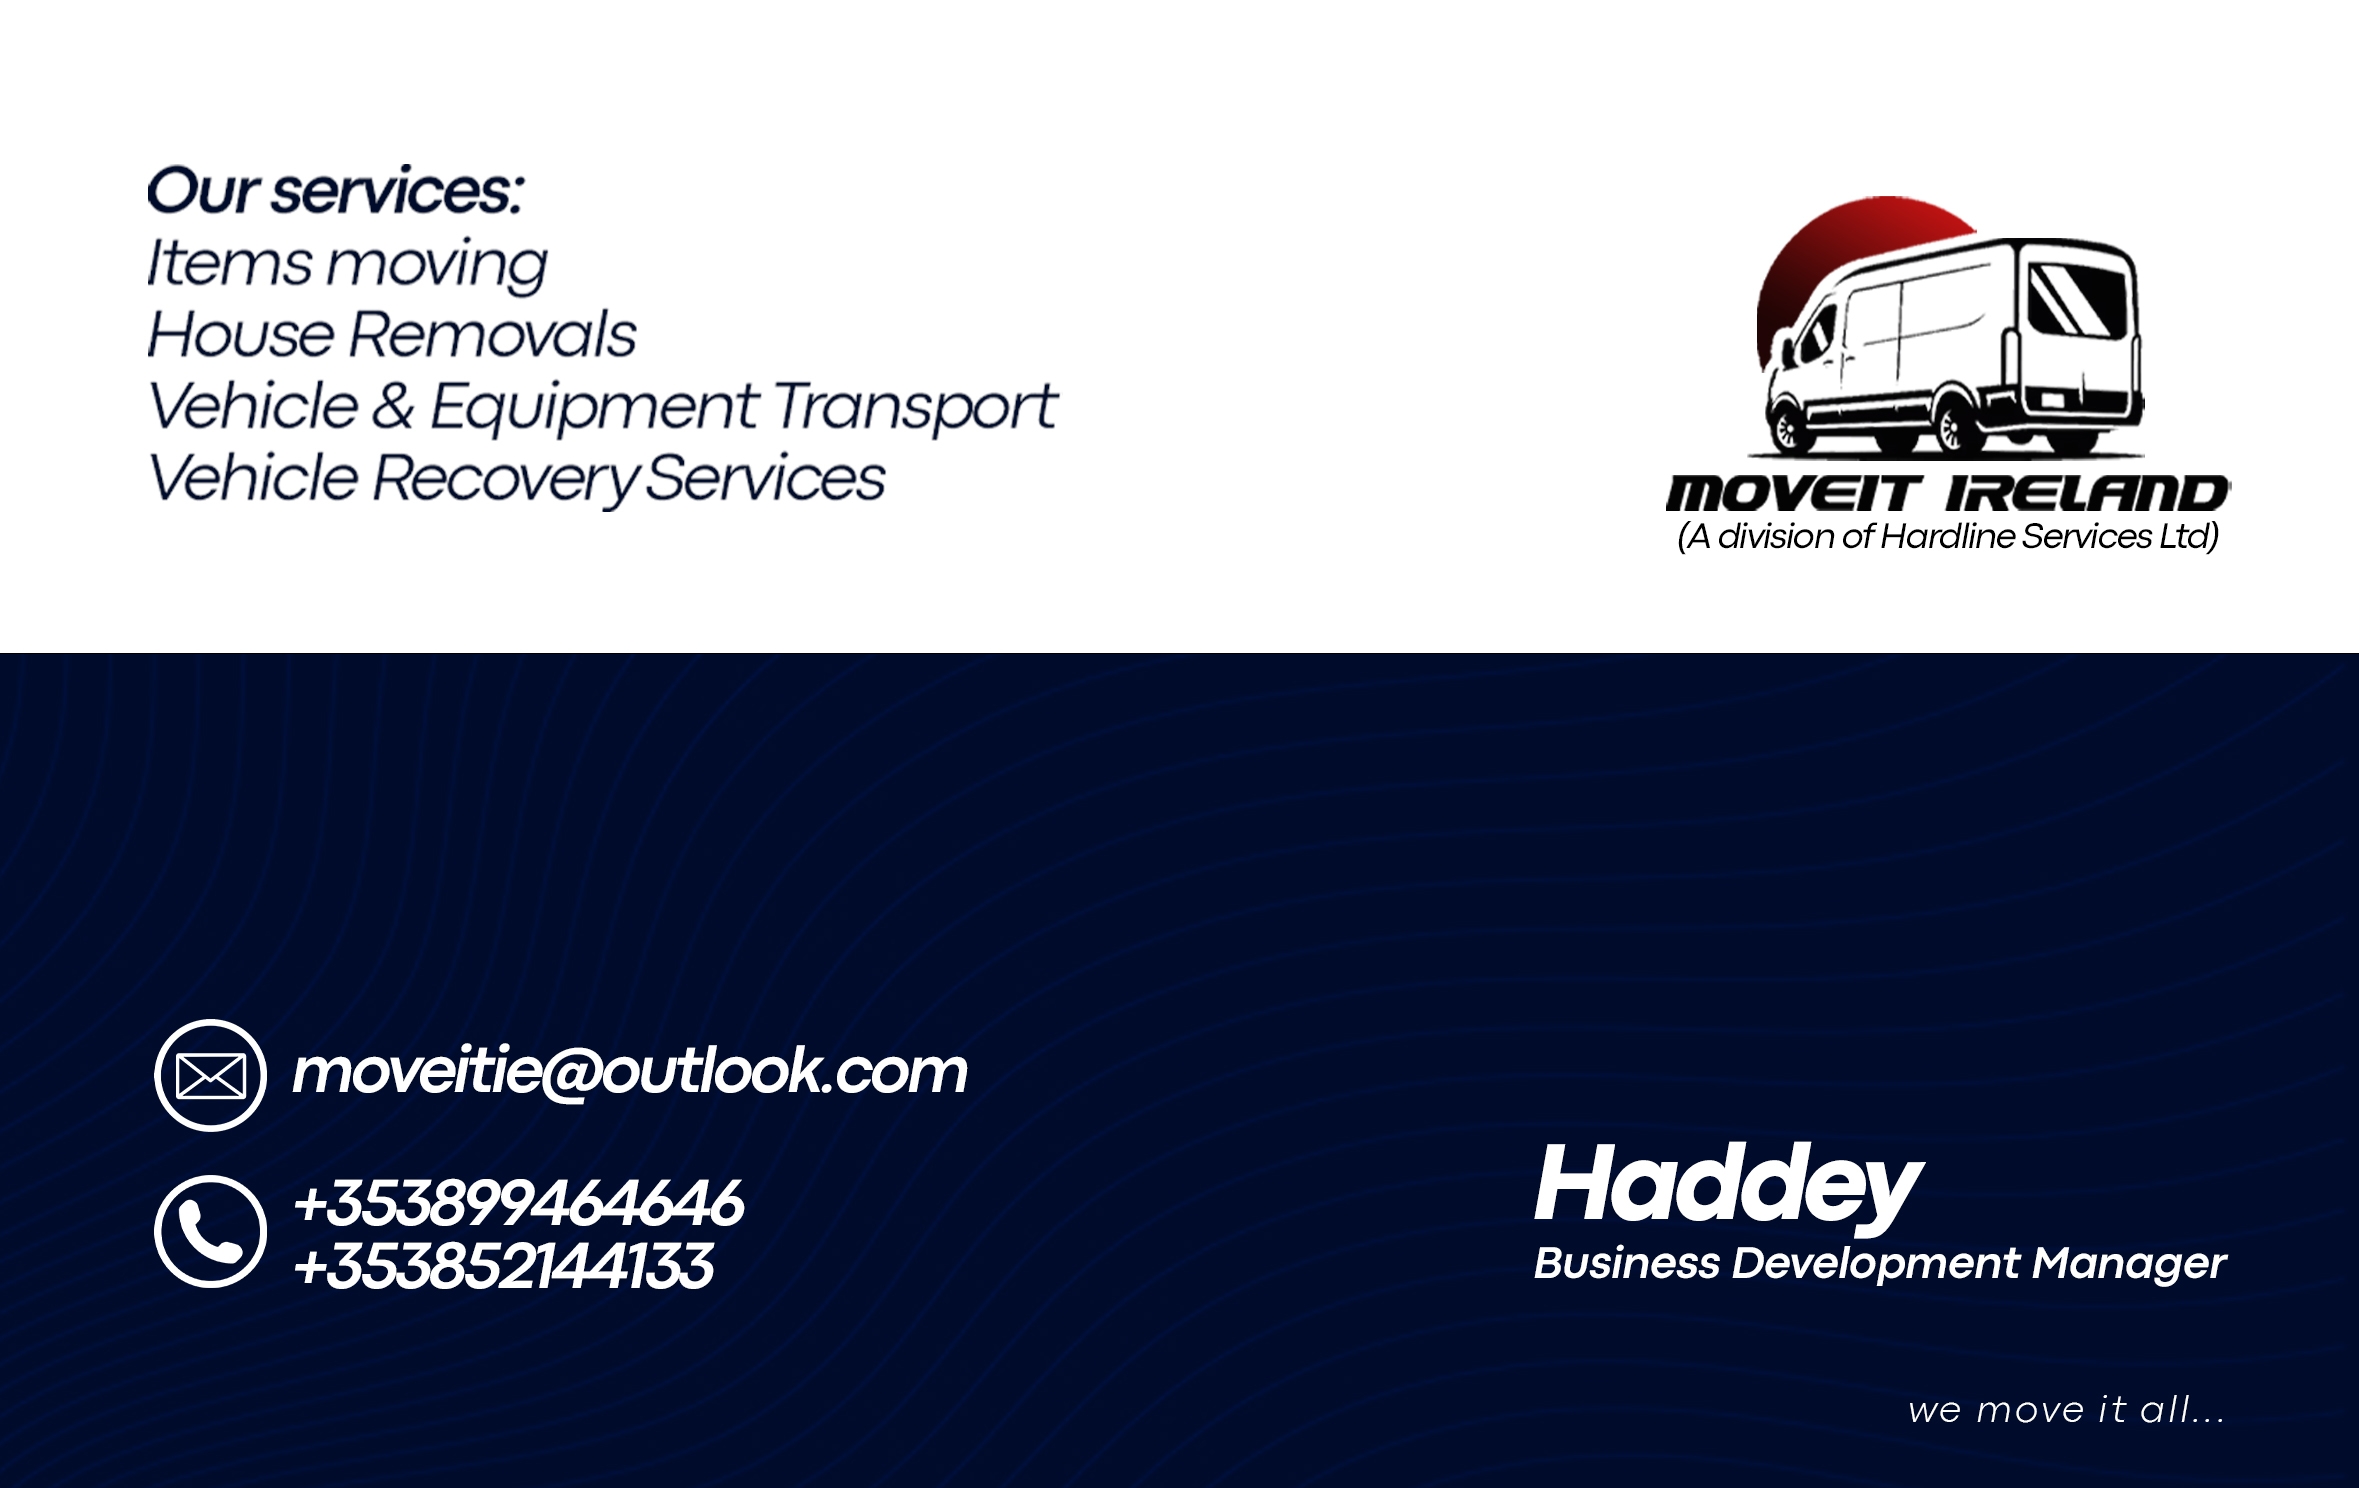 Our services:
Items moving
House Removals
Vehicle & Equipment Transport
Vehicle Recovery Services
MOVEIT IRELAND
(A division of Hardline Services Ltd)
moveitie@outlook.com
+353899464646
+353852144133
Haddey
Business Development Manager
we move it all...